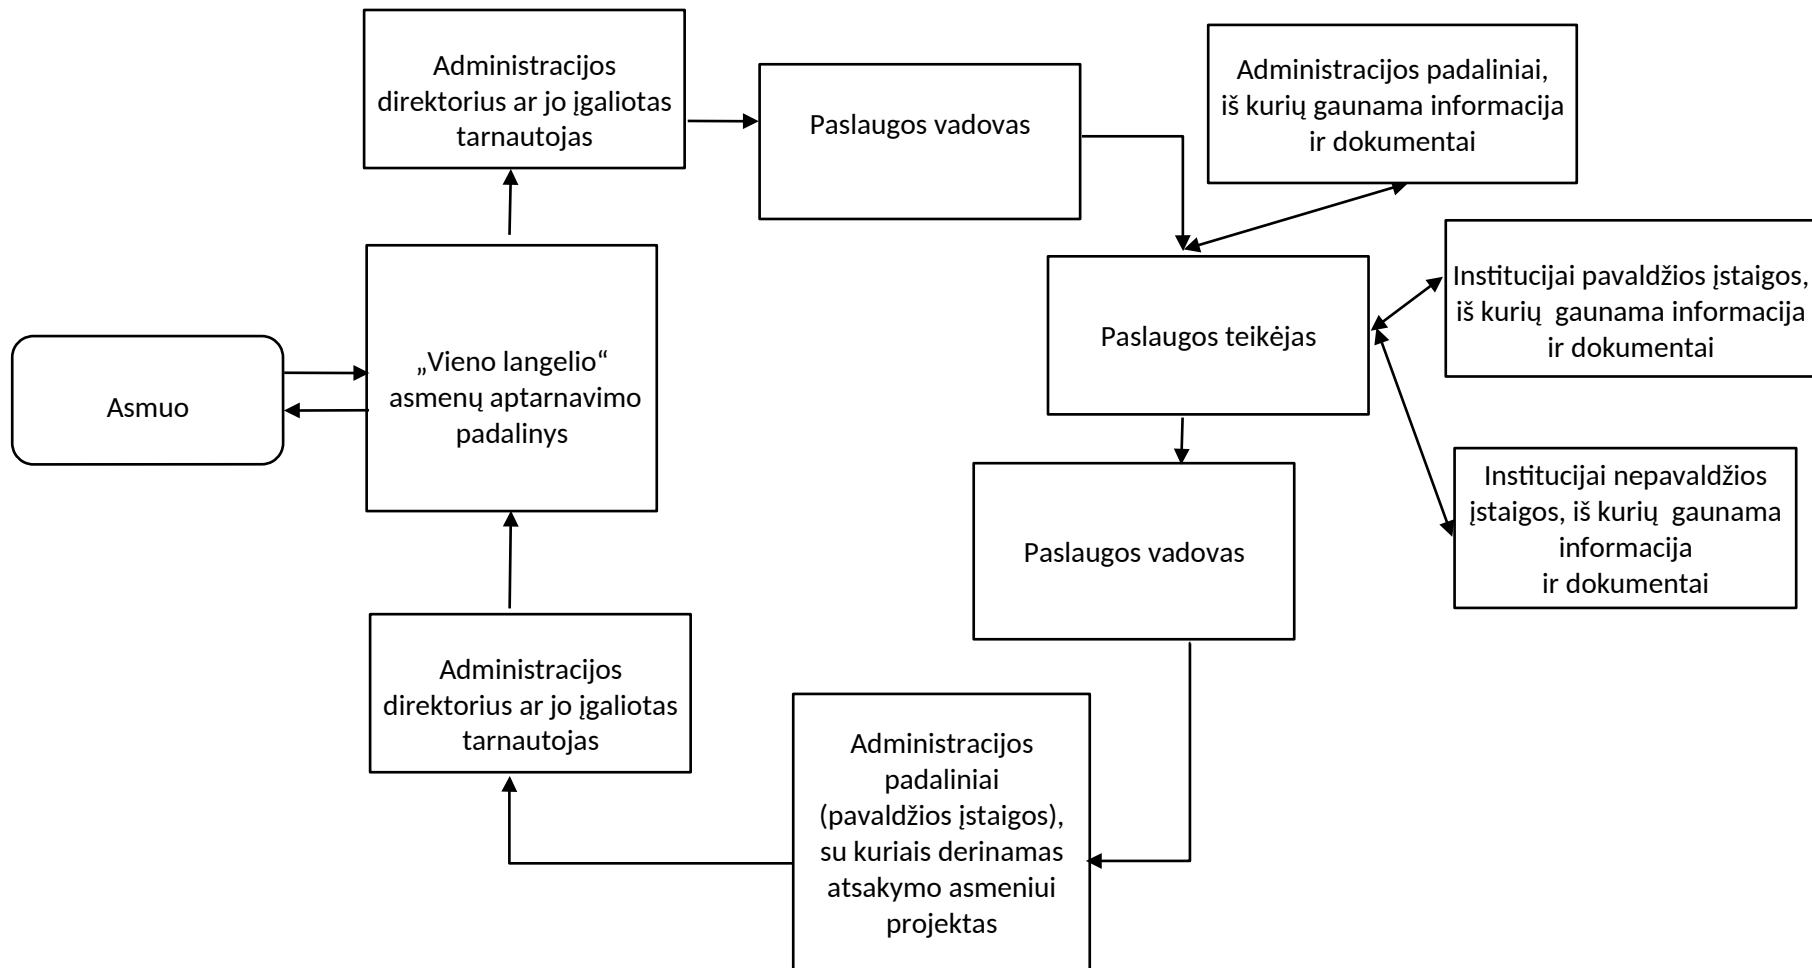 Administracijos
direktorius ar jo įgaliotas
tarnautojas
Paslaugos vadovas
Administracijos padaliniai,
iš kurių gaunama informacija
ir dokumentai
Institucijai pavaldžios įstaigos,
iš kurių gaunama informacija
ir dokumentai
Paslaugos teikėjas
„Vieno langelio“
asmenų aptarnavimo
padalinys
Asmuo
Institucijai nepavaldžios
įstaigos, iš kurių gaunama
informacija
ir dokumentai
Paslaugos vadovas
Administracijos
direktorius ar jo įgaliotas
tarnautojas
Administracijos
padaliniai
(pavaldžios įstaigos),
su kuriais derinamas
atsakymo asmeniui
projektas